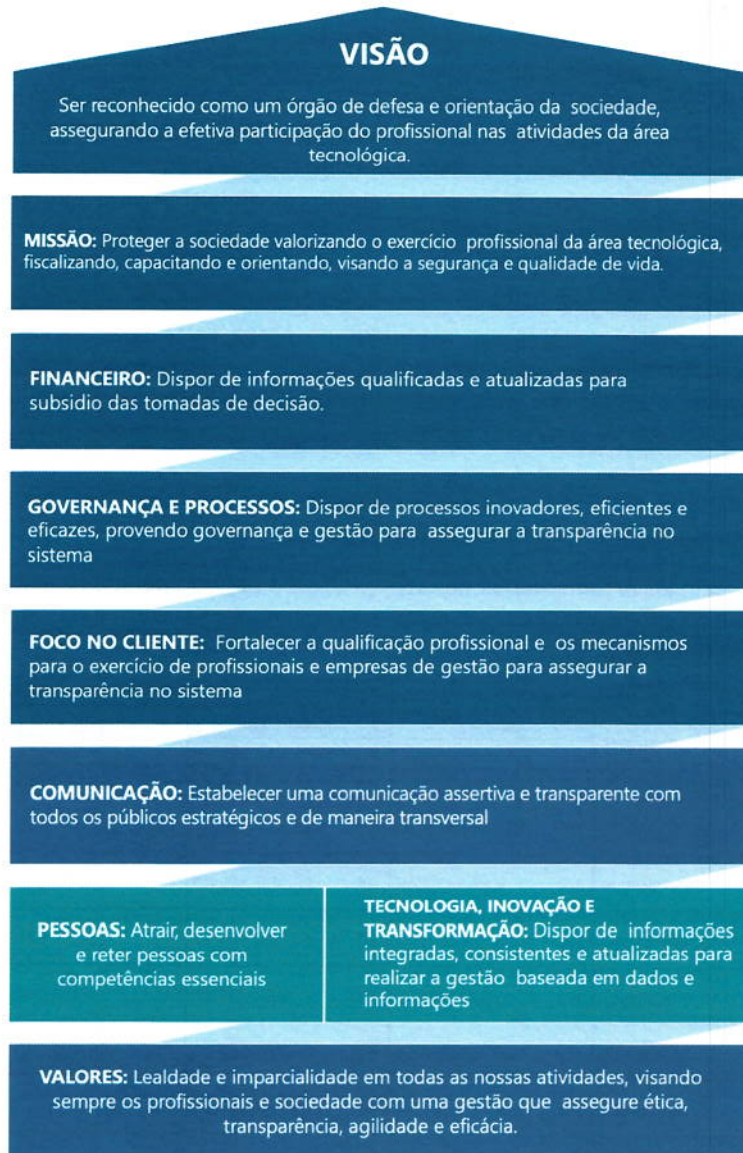 VISÃO
Ser reconhecido como um órgão de defesa e orientação da sociedade,
assegurando a efetiva participação do profissional nas atividades da área
tecnológica.
MISSÃO: Proteger a sociedade valorizando o exercício profissional da área tecnológica,
fiscalizando, capacitando e orientando, visando a segurança e qualidade de vida.
FINANCEIRO: Dispor de informações qualificadas e atualizadas para
subsidio das tomadas de decisão.
GOVERNANÇA E PROCESSOS: Dispor de processos inovadores, eficientes e
eficazes, provendo governança e gestão para assegurar a transparência no
sistema
FOCO NO CLIENTE: Fortalecer a qualificação profissional e os mecanismos
para o exercício de profissionais e empresas de gestão para assegurar a
transparência no sistema
COMUNICAÇÃO: Estabelecer uma comunicação assertiva e transparente com
todos os públicos estratégicos e de maneira transversal
PESSOAS: Atrair, desenvolver
e reter pessoas com
competências essenciais
TECNOLOGIA, INOVAÇÃO E
TRANSFORMAÇÃO: Dispor de informações
integradas, consistentes e atualizadas para
realizar a gestão baseada em dados e
informações
VALORES: Lealdade e imparcialidade em todas as nossas atividades, visando
sempre os profissionais e sociedade com uma gestão que assegure ética,
transparência, agilidade e eficácia.